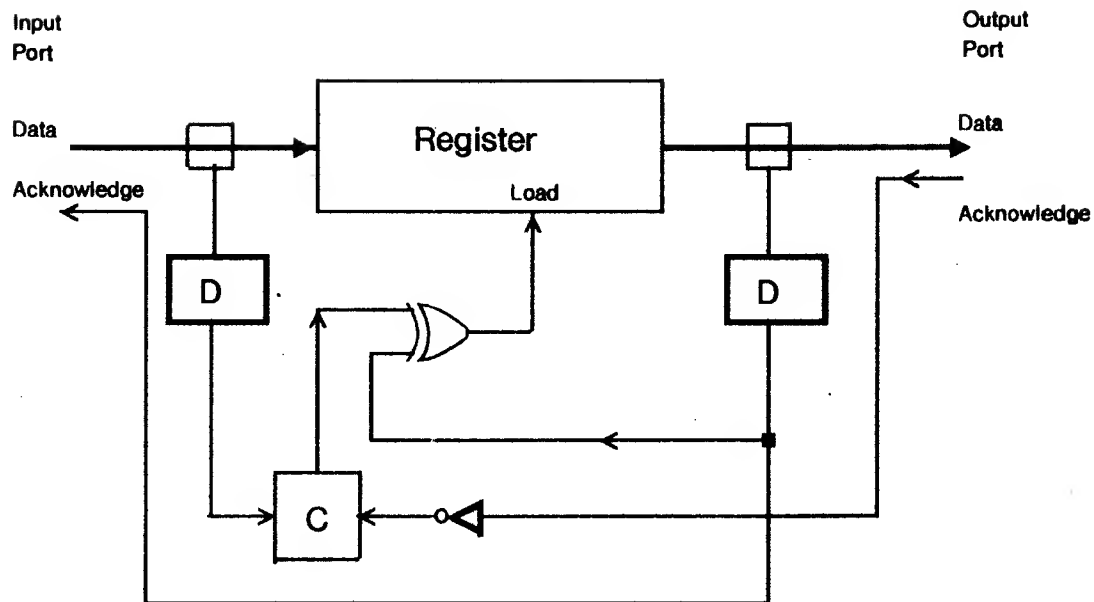 Input
Port
Output
Port
Data
Register
Data
Acknowledge
Load
Acknowledge
D
D
C